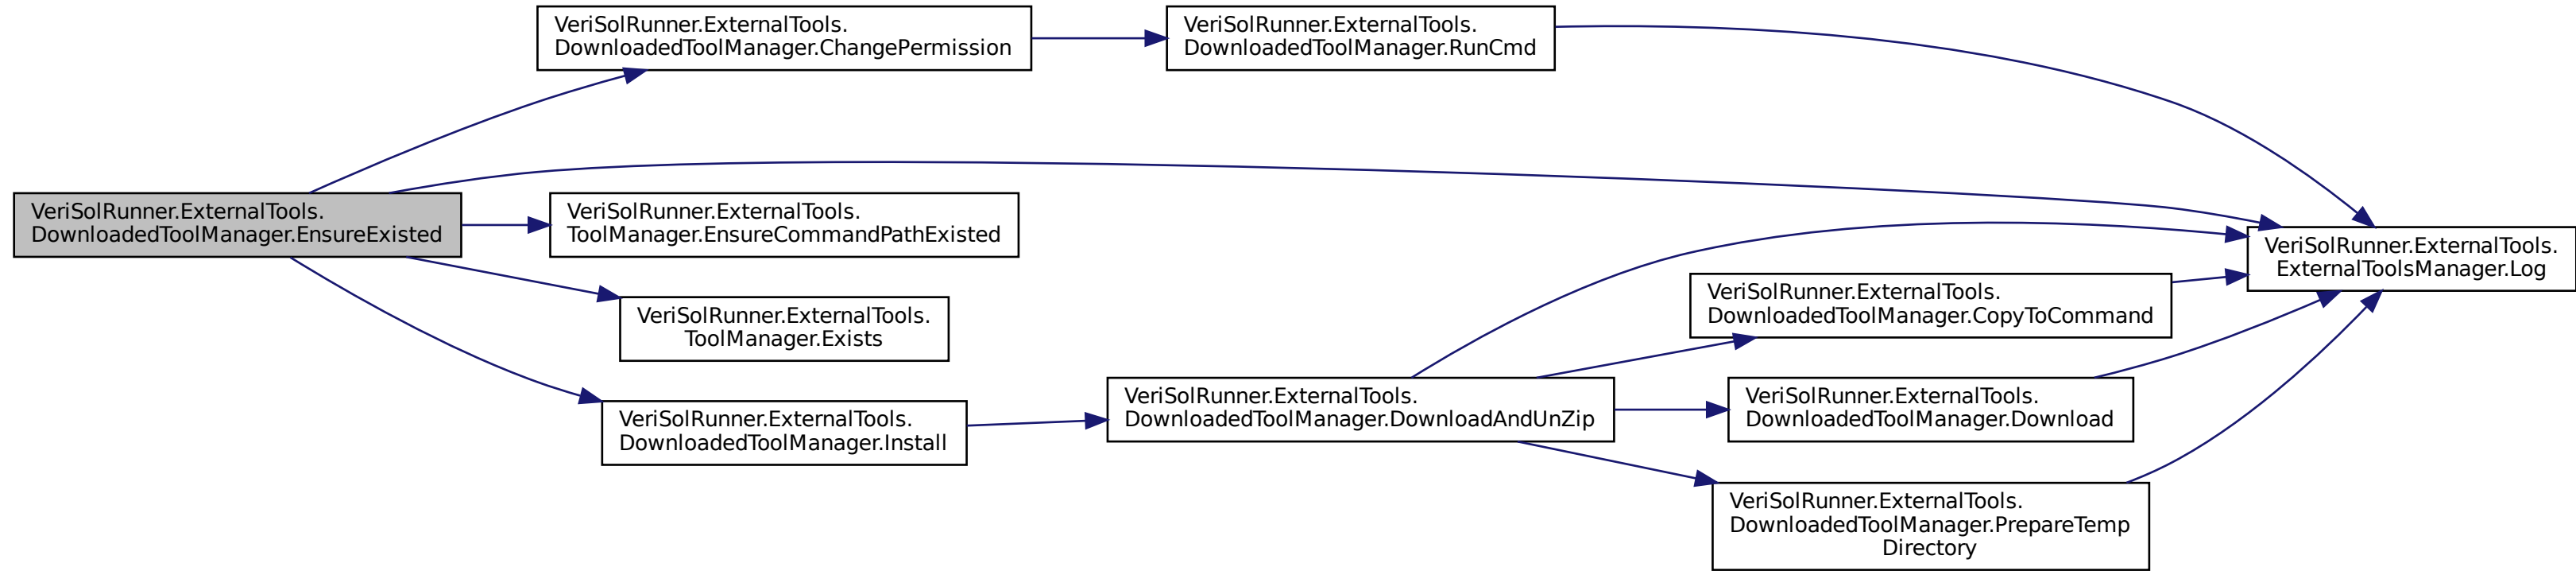 VeriSolRunner.ExternalTools.
DownloadedToolManager.EnsureExisted
VeriSolRunner.ExternalTools.
DownloadedToolManager.ChangePermission
VeriSolRunner.ExternalTools.
DownloadedToolManager.RunCmd
VeriSolRunner.ExternalTools.
ExternalToolsManager.Log
VeriSolRunner.ExternalTools.
ToolManager.EnsureCommandPathExisted
VeriSolRunner.ExternalTools.
ToolManager.Exists
VeriSolRunner.ExternalTools.
DownloadedToolManager.Install
VeriSolRunner.ExternalTools.
DownloadedToolManager.DownloadAndUnZip
VeriSolRunner.ExternalTools.
DownloadedToolManager.CopyToCommand
VeriSolRunner.ExternalTools.
DownloadedToolManager.Download
VeriSolRunner.ExternalTools.
DownloadedToolManager.PrepareTemp
Directory